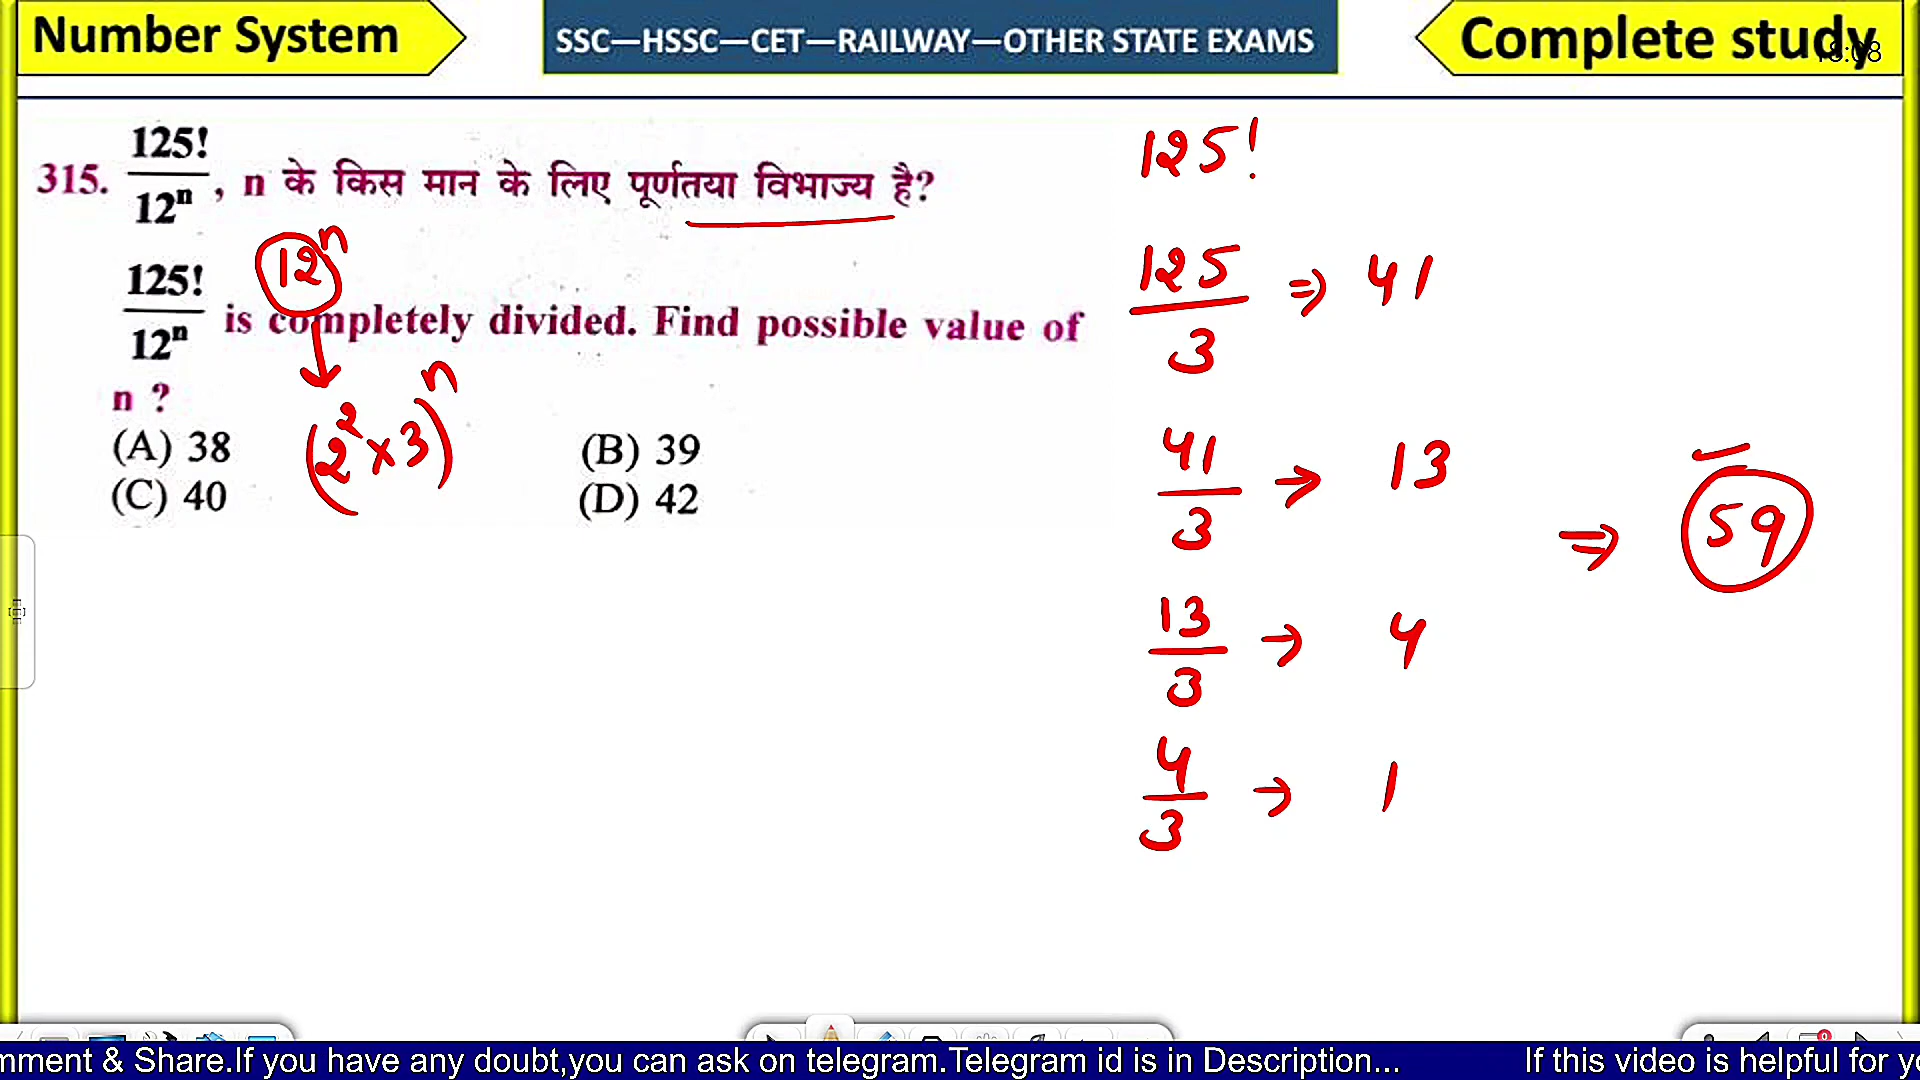 Number System
SSC—HSSC—CET—RAILWAY—OTHER STATE EXAMS
Complete study
18:08
315. 125!/12ⁿ , n के किस मान के लिए पूर्णतया विभाज्य है?
12ⁿ
125!/12ⁿ is completely divided. Find possible value of
n ?
(2² × 3)ⁿ
(A) 38
(B) 39
(C) 40
(D) 42
125!
125/3 ⇒ 41
41/3 → 13
13/3 → 4
4/3 → 1
⇒ 59
mment & Share.If you have any doubt,you can ask on telegram.Telegram id is in Description...
If this video is helpful for yo